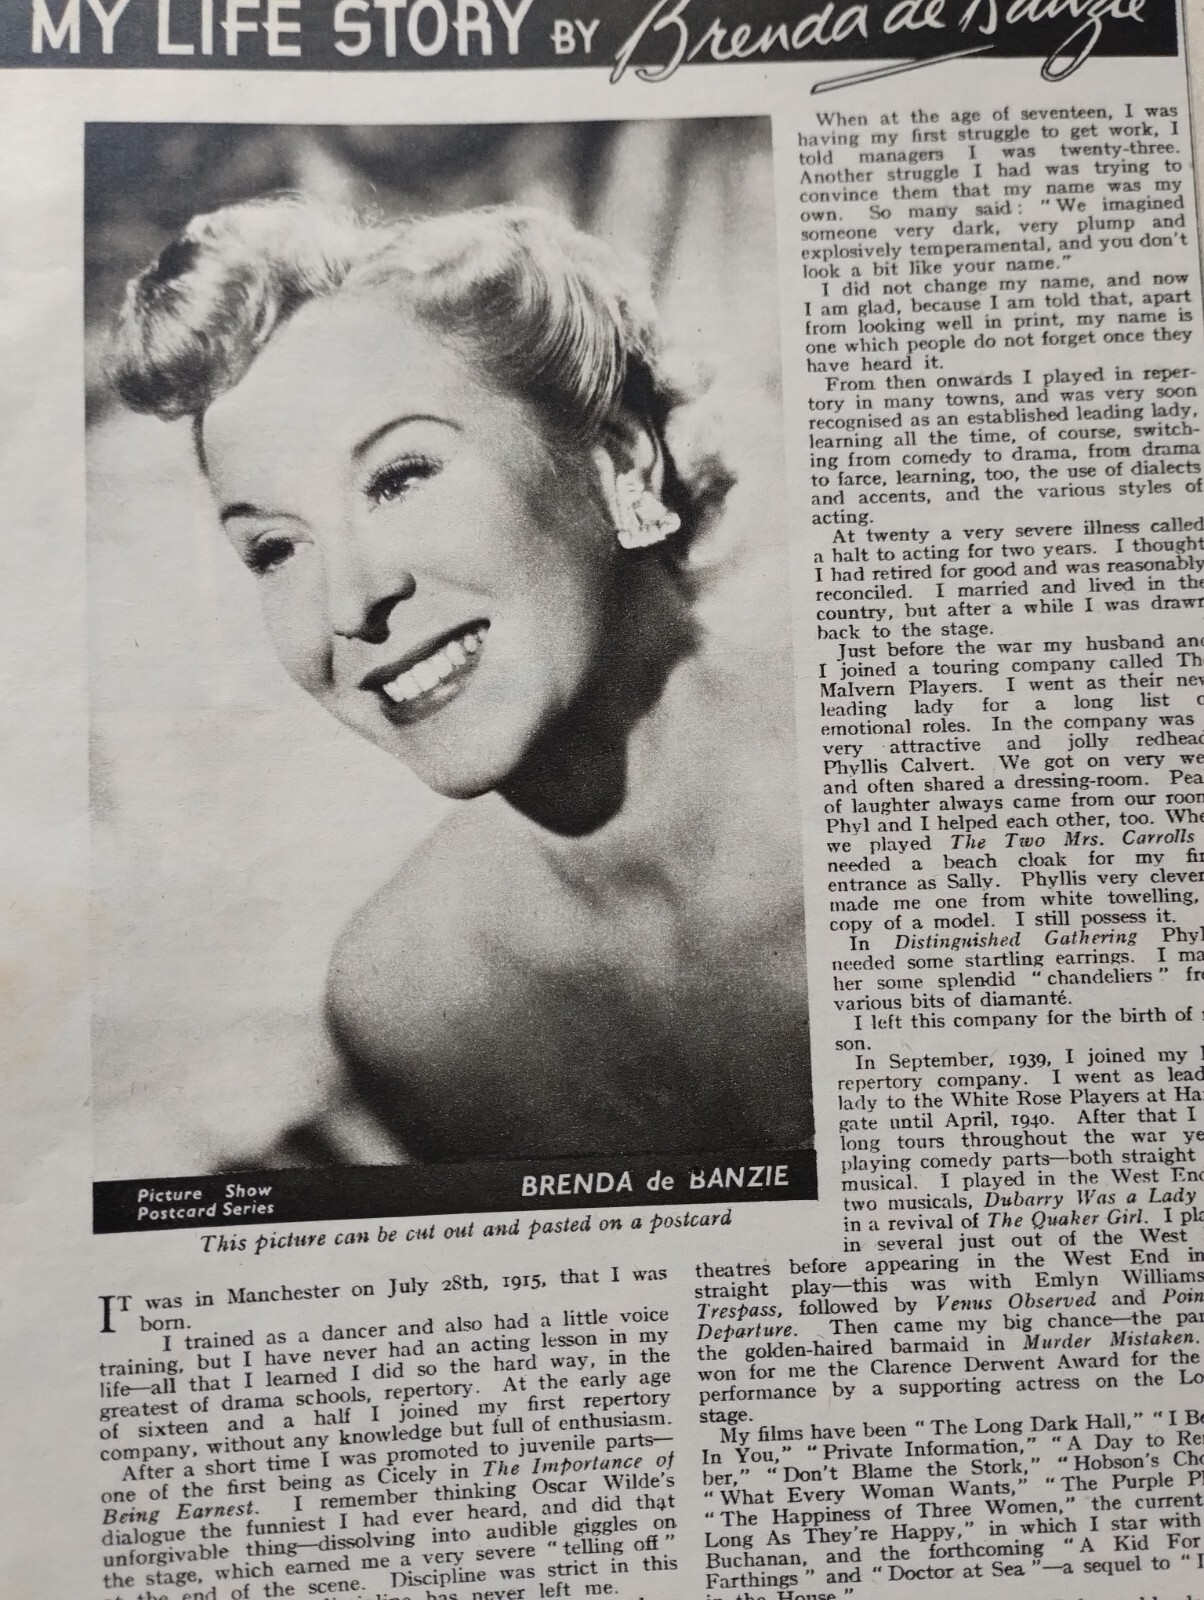 MY LIFE STORY BY Brenda de Banzie
Picture Show
Postcard Series
BRENDA de BANZIE
This picture can be cut out and pasted on a postcard
IT was in Manchester on July 28th, 1915, that I was
born.
I trained as a dancer and also had a little voice
training, but I have never had an acting lesson in my
life—all that I learned I did so the hard way, in the
greatest of drama schools, repertory. At the early age
of sixteen and a half I joined my first repertory
company, without any knowledge but full of enthusiasm.
After a short time I was promoted to juvenile parts—
one of the first being as Cicely in The Importance of
Being Earnest. I remember thinking Oscar Wilde's
dialogue the funniest I had ever heard, and did that
unforgivable thing—dissolving into audible giggles on
the stage, which earned me a very severe "telling off"
at the end of the scene. Discipline was strict in this
has never left me.
When at the age of seventeen, I was
having my first struggle to get work, I
told managers I was twenty-three.
Another struggle I had was trying to
convince them that my name was my
own. So many said: "We imagined
someone very dark, very plump and
explosively temperamental, and you don't
look a bit like your name."
I did not change my name, and now
I am glad, because I am told that, apart
from looking well in print, my name is
one which people do not forget once they
have heard it.
From then onwards I played in reper-
tory in many towns, and was very soon
recognised as an established leading lady,
learning all the time, of course, switch-
ing from comedy to drama, from drama
to farce, learning, too, the use of dialects
and accents, and the various styles of
acting.
At twenty a very severe illness called
a halt to acting for two years. I thought
I had retired for good and was reasonably
reconciled. I married and lived in the
country, but after a while I was drawn
back to the stage.
Just before the war my husband and
I joined a touring company called Th
Malvern Players. I went as their new
leading lady for a long list o
emotional roles. In the company was
very attractive and jolly redhead
Phyllis Calvert. We got on very we
and often shared a dressing-room. Pea
of laughter always came from our room
Phyl and I helped each other, too. Whe
we played The Two Mrs. Carrolls
needed a beach cloak for my fir
entrance as Sally. Phyllis very clever
made me one from white towelling,
copy of a model. I still possess it.
In Distinguished Gathering Phyl
needed some startling earrings. I ma
her some splendid "chandeliers" fro
various bits of diamanté.
I left this company for the birth of
son.
In September, 1939, I joined my
repertory company. I went as lead
lady to the White Rose Players at Ha
gate until April, 1940. After that I
long tours throughout the war ye
playing comedy parts—both straight
musical. I played in the West End
two musicals, Dubarry Was a Lady
in a revival of The Quaker Girl. I pla
in several just out of the West
theatres before appearing in the West End in
straight play—this was with Emlyn Williams
Trespass, followed by Venus Observed and Poin
Departure. Then came my big chance—the par
the golden-haired barmaid in Murder Mistaken.
won for me the Clarence Derwent Award for the
performance by a supporting actress on the Lo
stage.
My films have been "The Long Dark Hall," "I Be
In You," "Private Information," "A Day to Re
ber," "Don't Blame the Stork," "Hobson's Cho
"What Every Woman Wants," "The Purple Pl
"The Happiness of Three Women," the current
Long As They're Happy," in which I star with
Buchanan, and the forthcoming "A Kid For
Farthings" and "Doctor at Sea"—a sequel to "
in the House."